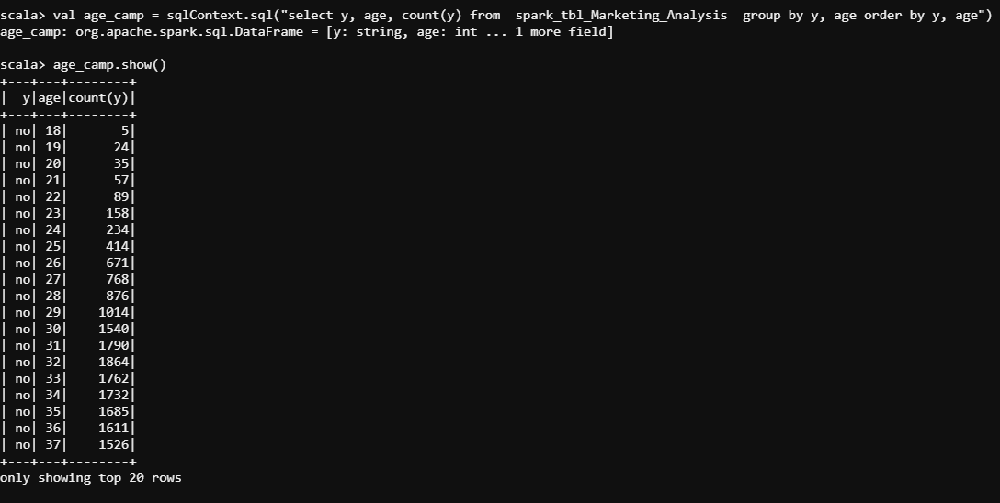 scala> val age_camp = sqlContext.sql("select y, age, count(y) from  spark_tbl_Marketing_Analysis  group by y, age order by y, age")
age_camp: org.apache.spark.sql.DataFrame = [y: string, age: int ... 1 more field]
scala> age_camp.show()
+---+---+--------+
|  y|age|count(y)|
+---+---+--------+
| no| 18|       5|
| no| 19|      24|
| no| 20|      35|
| no| 21|      57|
| no| 22|      89|
| no| 23|     158|
| no| 24|     234|
| no| 25|     414|
| no| 26|     671|
| no| 27|     768|
| no| 28|     876|
| no| 29|    1014|
| no| 30|    1540|
| no| 31|    1790|
| no| 32|    1864|
| no| 33|    1762|
| no| 34|    1732|
| no| 35|    1685|
| no| 36|    1611|
| no| 37|    1526|
+---+---+--------+
only showing top 20 rows